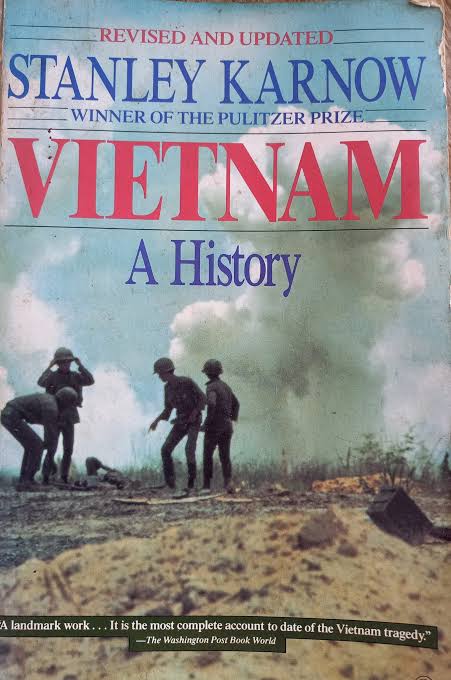 REVISED AND UPDATED
STANLEY KARNOW
WINNER OF THE PULITZER PRIZE
VIETNAM
A History
"A landmark work . . . It is the most complete account to date of the Vietnam tragedy."
—The Washington Post Book World